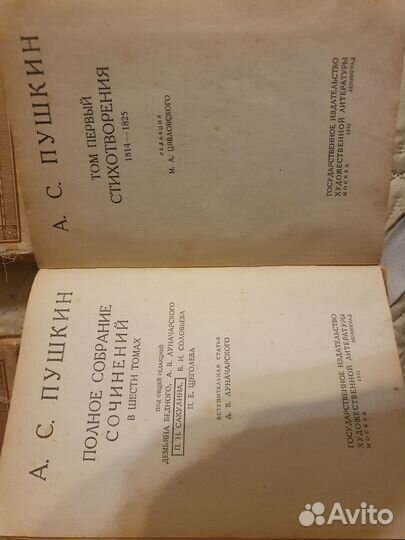 А. С. ПУШКИН
ПОЛНОЕ СОБРАНИЕ
СОЧИНЕНИЙ
В ШЕСТИ ТОМАХ
ПОД ОБЩЕЙ РЕДАКЦИЕЙ
ДЕМЬЯНА БЕДНОГО, А. В. ЛУНАЧАРСКОГО
П. Н. САКУЛИНА, В. И. СОЛОВЬЕВА
П. Е. ЩЕГОЛЕВА
ВСТУПИТЕЛЬНАЯ СТАТЬЯ
А. В. ЛУНАЧАРСКОГО
ГОСУДАРСТВЕННОЕ ИЗДАТЕЛЬСТВО
ХУДОЖЕСТВЕННОЙ ЛИТЕРАТУРЫ
МОСКВА 1931 ЛЕНИНГРАД
А. С. ПУШКИН
ТОМ ПЕРВЫЙ
СТИХОТВОРЕНИЯ
1814—1825
РЕДАКЦИЯ
М. А. ЦЯВЛОВСКОГО
ГОСУДАРСТВЕННОЕ ИЗДАТЕЛЬСТВО
ХУДОЖЕСТВЕННОЙ ЛИТЕРАТУРЫ
МОСКВА 1931 ЛЕНИНГРАД
Avito